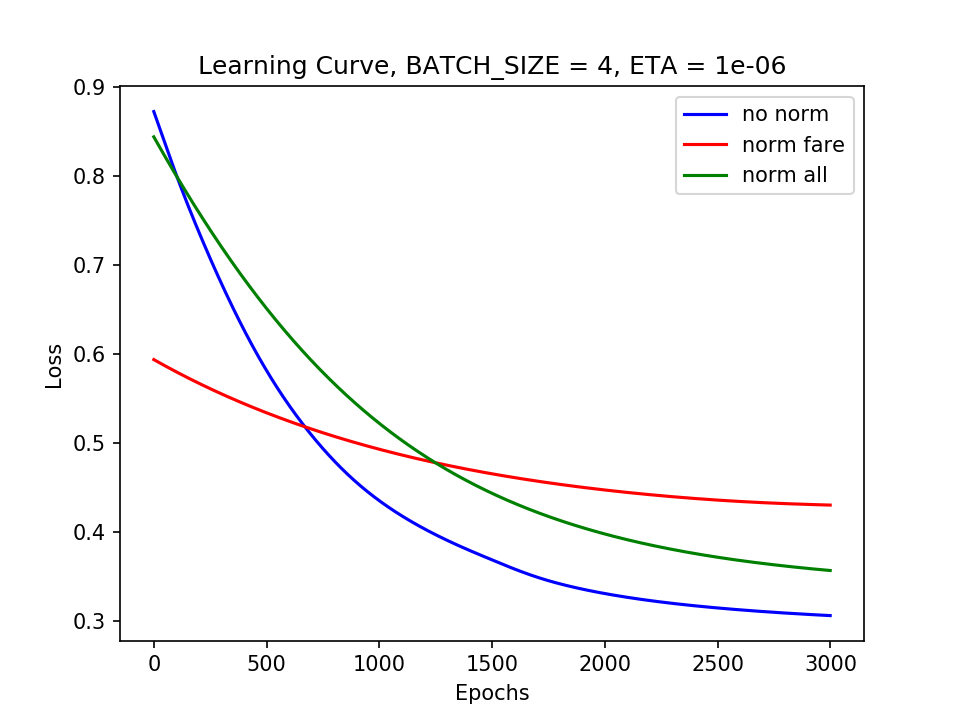 Learning Curve, BATCH_SIZE = 4, ETA = 1e-06
no norm
norm fare
norm all
Loss
0.9
0.8
0.7
0.6
0.5
0.4
0.3
0 500 1000 1500 2000 2500 3000
Epochs